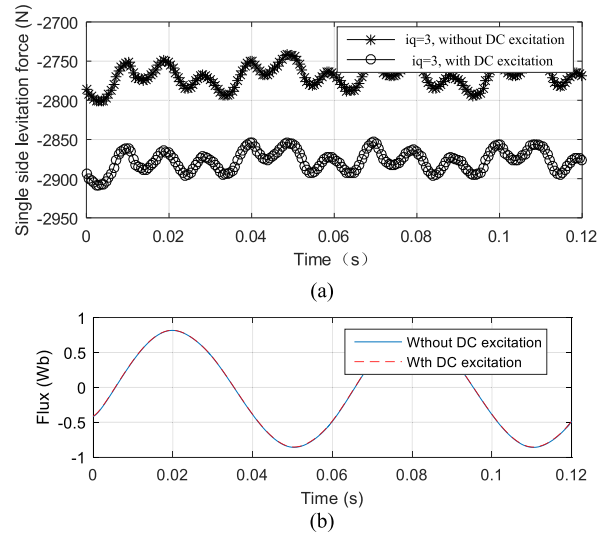 Single side levitation force (N)
-2700
-2750
-2800
-2850
-2900
-2950
iq=3, without DC excitation
iq=3, with DC excitation
0 0.02 0.04 0.06 0.08 0.1 0.12
Time（s）
(a)
Flux (Wb)
1
0.5
0
-0.5
-1
Wthout DC excitation
Wth DC excitation
0 0.02 0.04 0.06 0.08 0.1 0.12
Time (s)
(b)